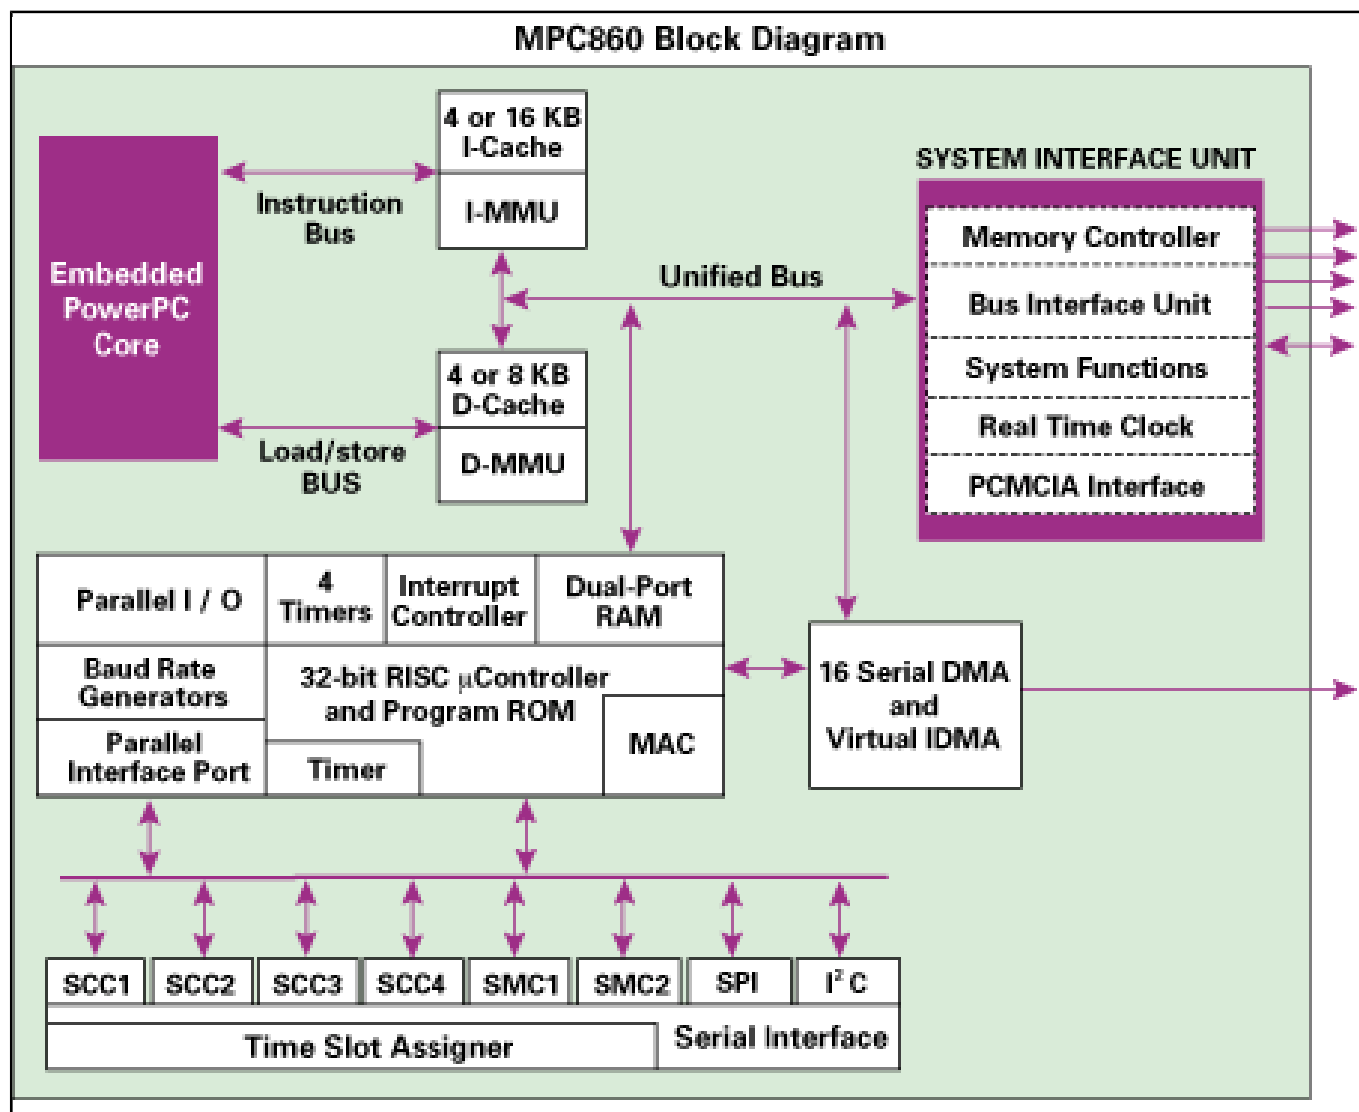 MPC860 Block Diagram
4 or 16 KB
I-Cache
I-MMU
Instruction
Bus
Embedded
PowerPC
Core
Unified Bus
4 or 8 KB
D-Cache
D-MMU
Load/store
BUS
SYSTEM INTERFACE UNIT
Memory Controller
Bus Interface Unit
System Functions
Real Time Clock
PCMCIA Interface
Parallel I / O
4
Timers
Interrupt
Controller
Dual-Port
RAM
Baud Rate
Generators
32-bit RISC µController
and Program ROM
MAC
Parallel
Interface Port
Timer
16 Serial DMA
and
Virtual IDMA
SCC1
SCC2
SCC3
SCC4
SMC1
SMC2
SPI
I² C
Time Slot Assigner
Serial Interface